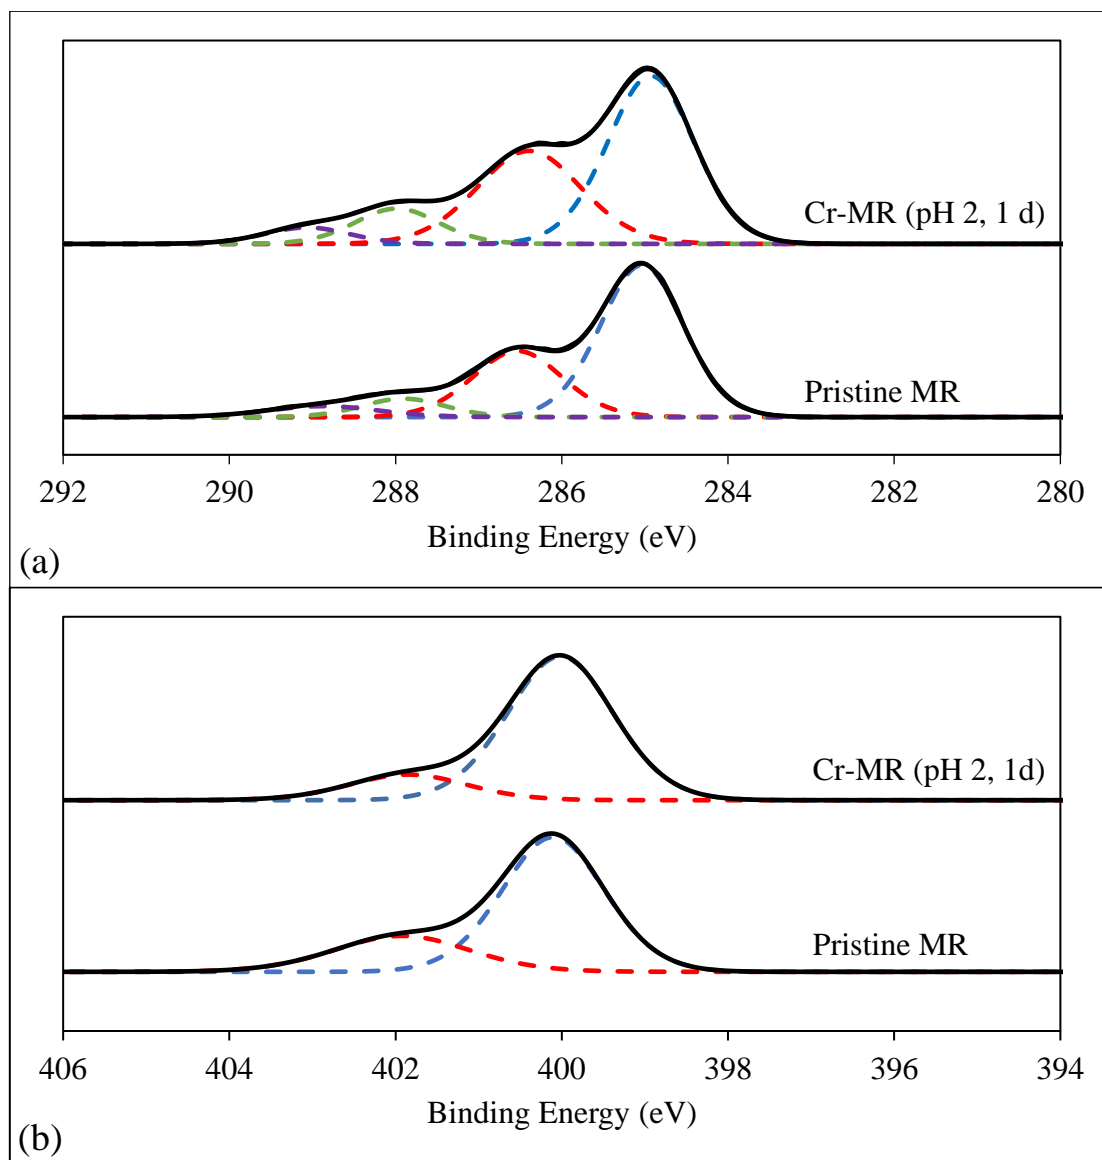 Cr-MR (pH 2, 1 d)
Pristine MR
292 290 288 286 284 282 280
Binding Energy (eV)
(a)
Cr-MR (pH 2, 1d)
Pristine MR
406 404 402 400 398 396 394
Binding Energy (eV)
(b)